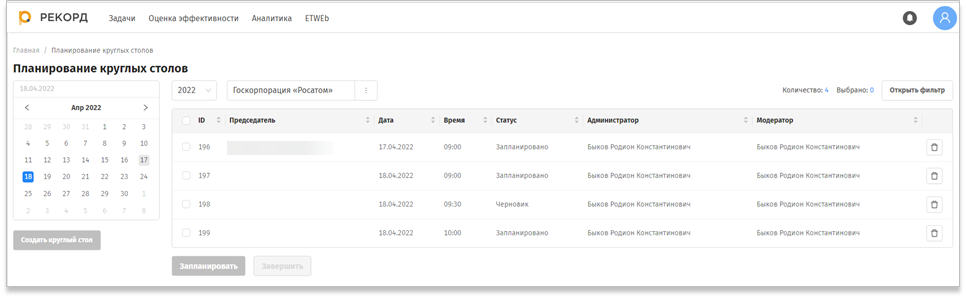 РЕКОРД Задачи Оценка эффективности Аналитика ETWEb
Главная / Планирование круглых столов
Планирование круглых столов
18.04.2022 2022 Госкорпорация «Росатом» Количество: 4 Выбрано: 0 Открыть фильтр
Апр 2022
ID Председатель Дата Время Статус Администратор Модератор
28 29 30 31 1 2 3
4 5 6 7 8 9 10
11 12 13 14 15 16 17
18 19 20 21 22 23 24
25 26 27 28 29 30 1
2 3 4 5 6 7 8
196 17.04.2022 09:00 Запланировано Быков Родион Константинович Быков Родион Константинович
197 18.04.2022 09:00 Запланировано Быков Родион Константинович Быков Родион Константинович
198 18.04.2022 09:30 Черновик Быков Родион Константинович Быков Родион Константинович
199 18.04.2022 10:00 Запланировано Быков Родион Константинович Быков Родион Константинович
Создать круглый стол
Запланировать Завершить